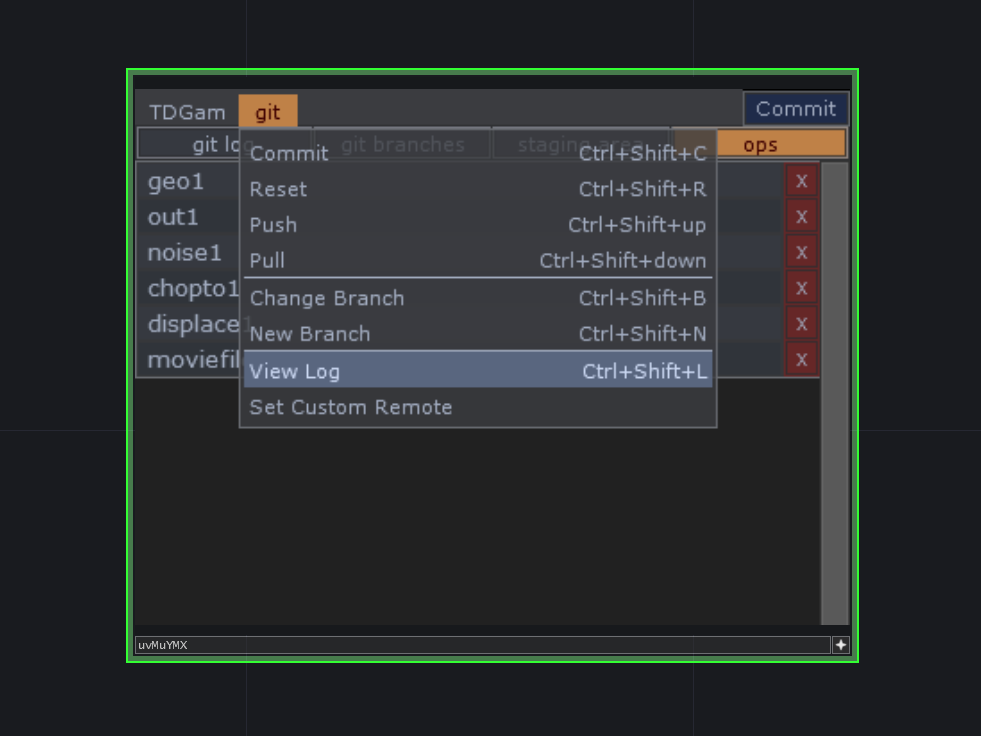 TDGam git Commit
git log git branches staging area ops
geo1 x
out1 x
noise1 x
chopto1 x
displace1 x
moviefil x
Commit Ctrl+Shift+C
Reset Ctrl+Shift+R
Push Ctrl+Shift+up
Pull Ctrl+Shift+down
Change Branch Ctrl+Shift+B
New Branch Ctrl+Shift+N
View Log Ctrl+Shift+L
Set Custom Remote
uvMuYMX